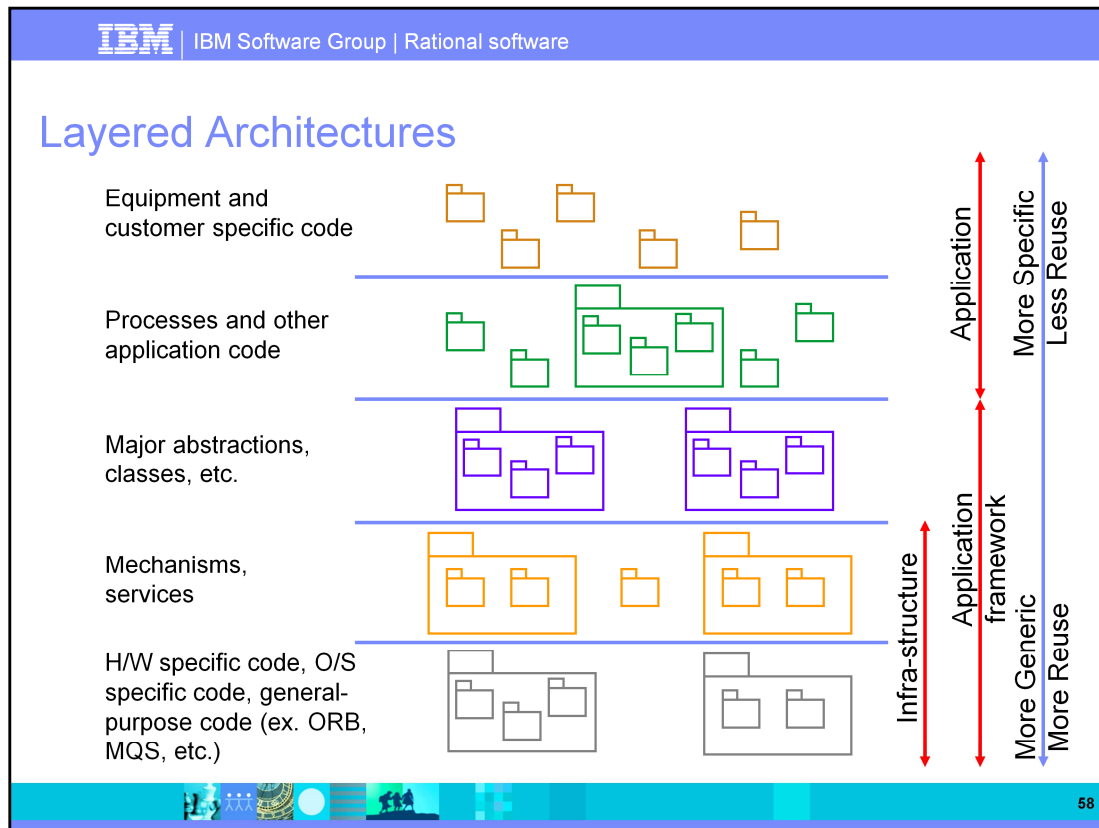 IBM | IBM Software Group | Rational software
Layered Architectures
Equipment and
customer specific code
Processes and other
application code
Major abstractions,
classes, etc.
Mechanisms,
services
H/W specific code, O/S
specific code, general-
purpose code (ex. ORB,
MQS, etc.)
Infra-structure
Application
Application
framework
More Specific
Less Reuse
More Generic
More Reuse
58